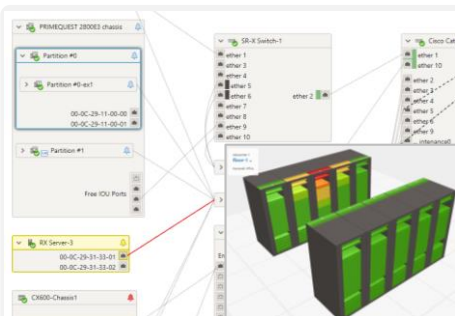 PRIMEQUEST 2800E3 chassis
Partition #0
Partition #0-ex1
00-0C-29-11-00-00
00-0C-29-11-00-01
Partition #1
Free IOU Ports
RX Server-3
00-0C-29-31-33-01
00-0C-29-31-33-02
CX600-Chassis1
SR-X Switch-1
ether 1
ether 3
ether 4
ether 5
ether 6
ether 7
ether 8
ether 9
ether 10
ether 2
Cisco Cat
ether 1
ether 10
ether 2
ether 3
ether 4
ether 5
ether 6
ether 9